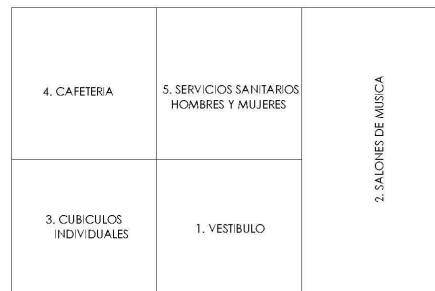 4. CAFETERIA
5. SERVICIOS SANITARIOS
HOMBRES Y MUJERES
2. SALONES DE MUSICA
3. CUBICULOS
INDIVIDUALES
1. VESTIBULO